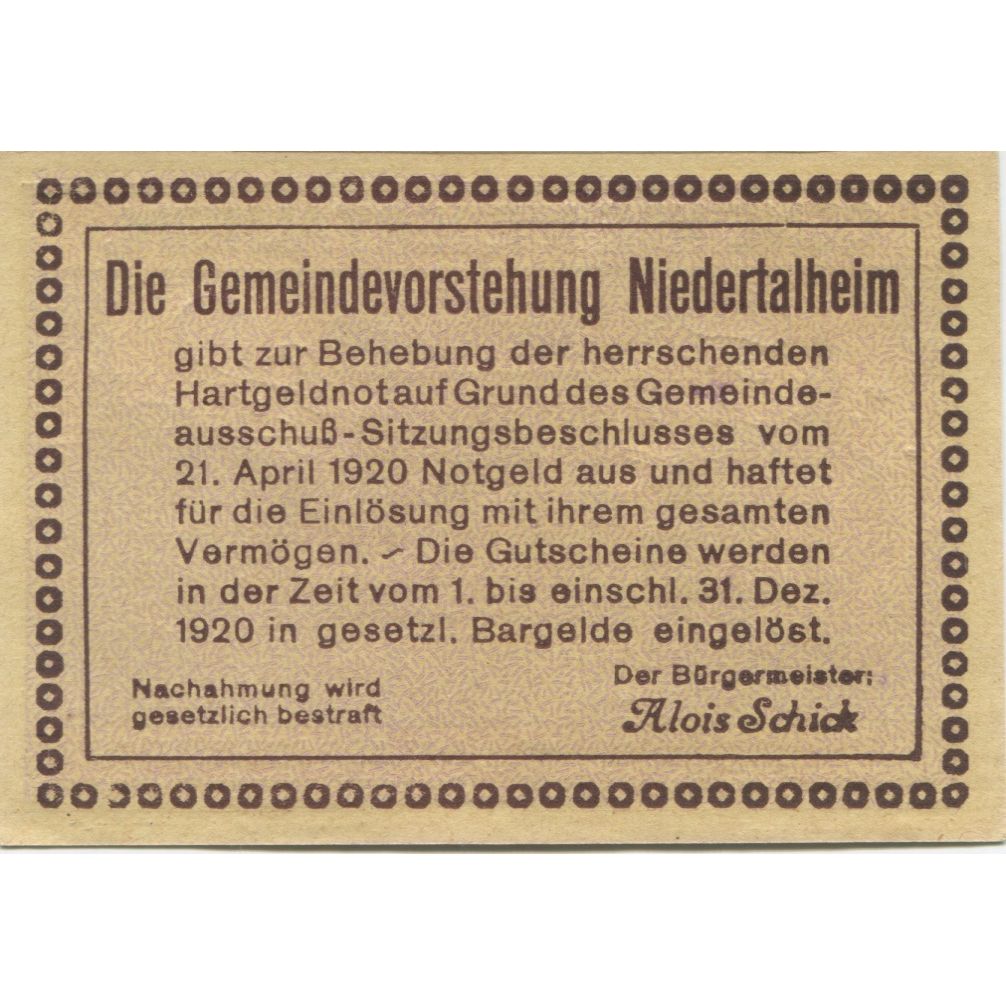 Die Gemeindevorstehung Niedertalheim
gibt zur Behebung der herrschenden
Hartgeldnot auf Grund des Gemeinde-
ausschuß-Sitzungsbeschlusses vom
21. April 1920 Notgeld aus und haftet
für die Einlösung mit ihrem gesamten
Vermögen. ~ Die Gutscheine werden
in der Zeit vom 1. bis einschl. 31. Dez.
1920 in gesetzl. Bargelde eingelöst.
Nachahmung wird
gesetzlich bestraft
Der Bürgermeister:
Alois Schick